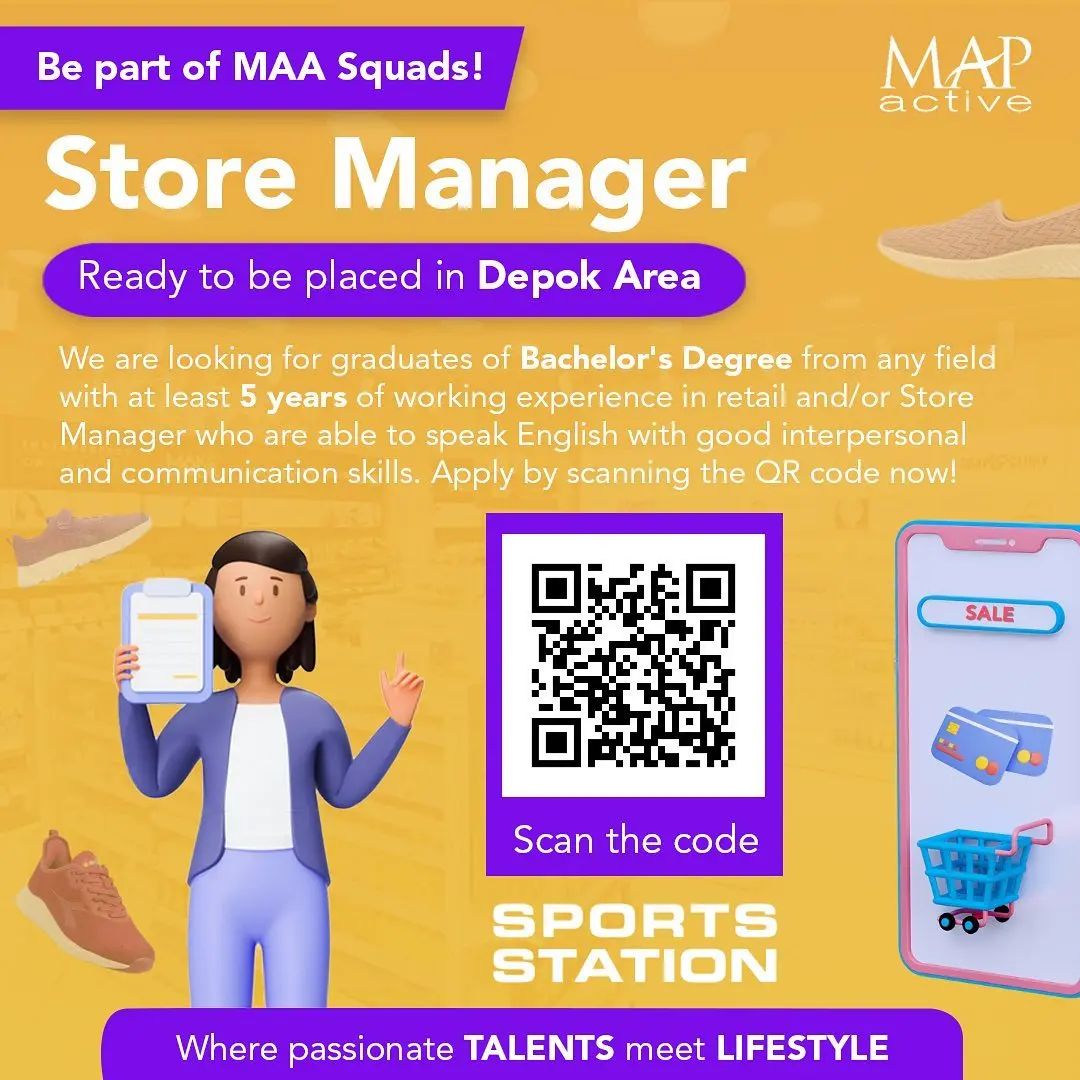 Be part of MAA Squads!
MAP
active
Store Manager
Ready to be placed in Depok Area
We are looking for graduates of Bachelor's Degree from any field
with at least 5 years of working experience in retail and/or Store
Manager who are able to speak English with good interpersonal
and communication skills. Apply by scanning the QR code now!
SALE
Scan the code
SPORTS
STATION
Where passionate TALENTS meet LIFESTYLE